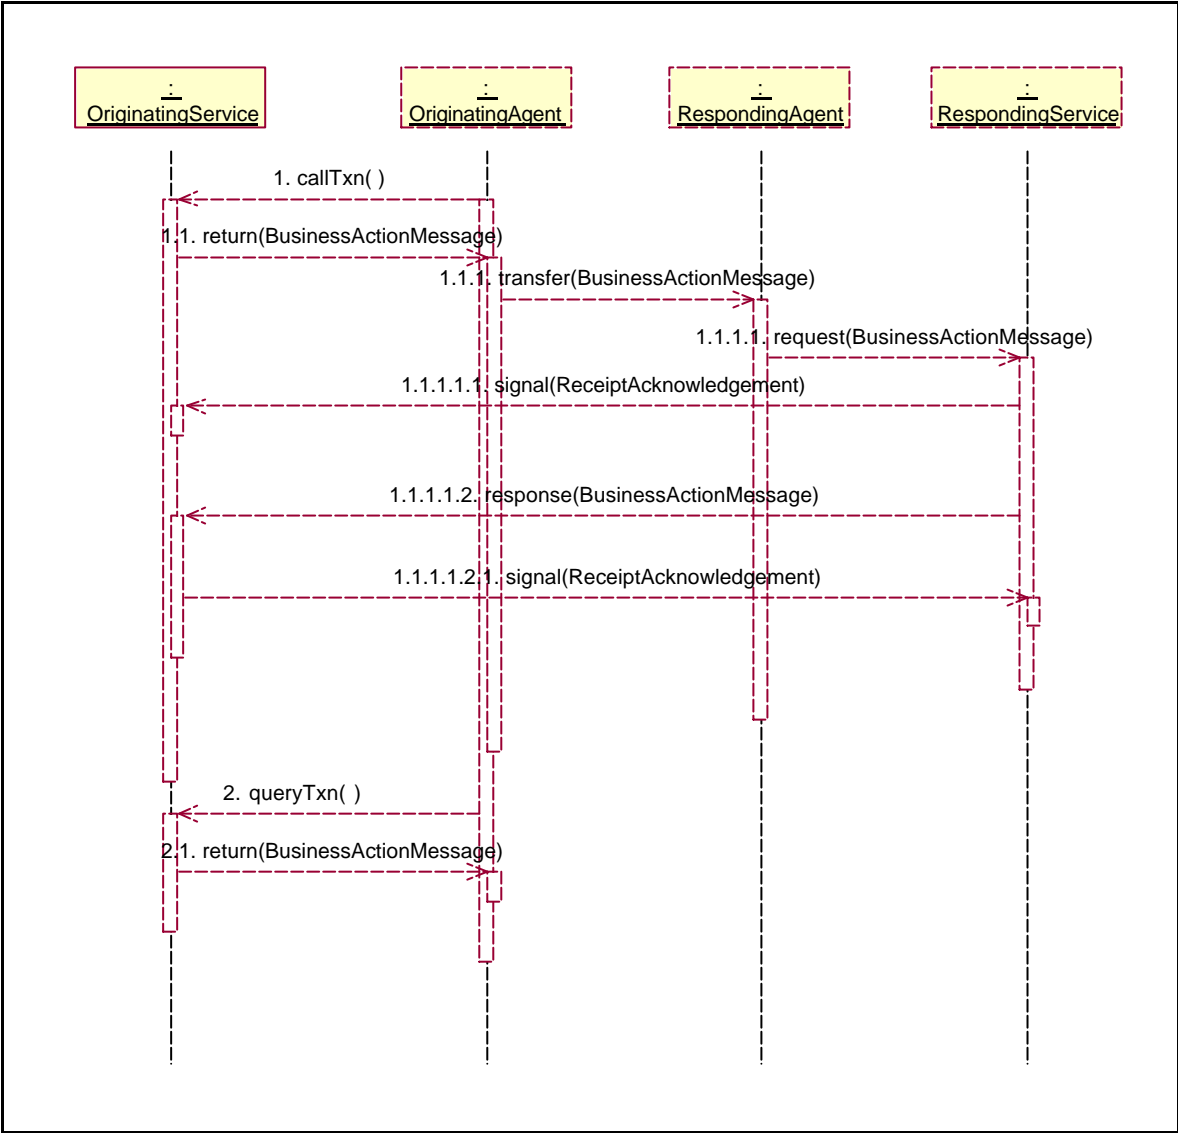 :
OriginatingService
:
OriginatingAgent
:
RespondingAgent
:
RespondingService
1. callTxn( )
1.1. return(BusinessActionMessage)
1.1.1. transfer(BusinessActionMessage)
1.1.1.1. request(BusinessActionMessage)
1.1.1.1.1. signal(ReceiptAcknowledgement)
1.1.1.1.2. response(BusinessActionMessage)
1.1.1.1.2.1. signal(ReceiptAcknowledgement)
2. queryTxn( )
2.1. return(BusinessActionMessage)